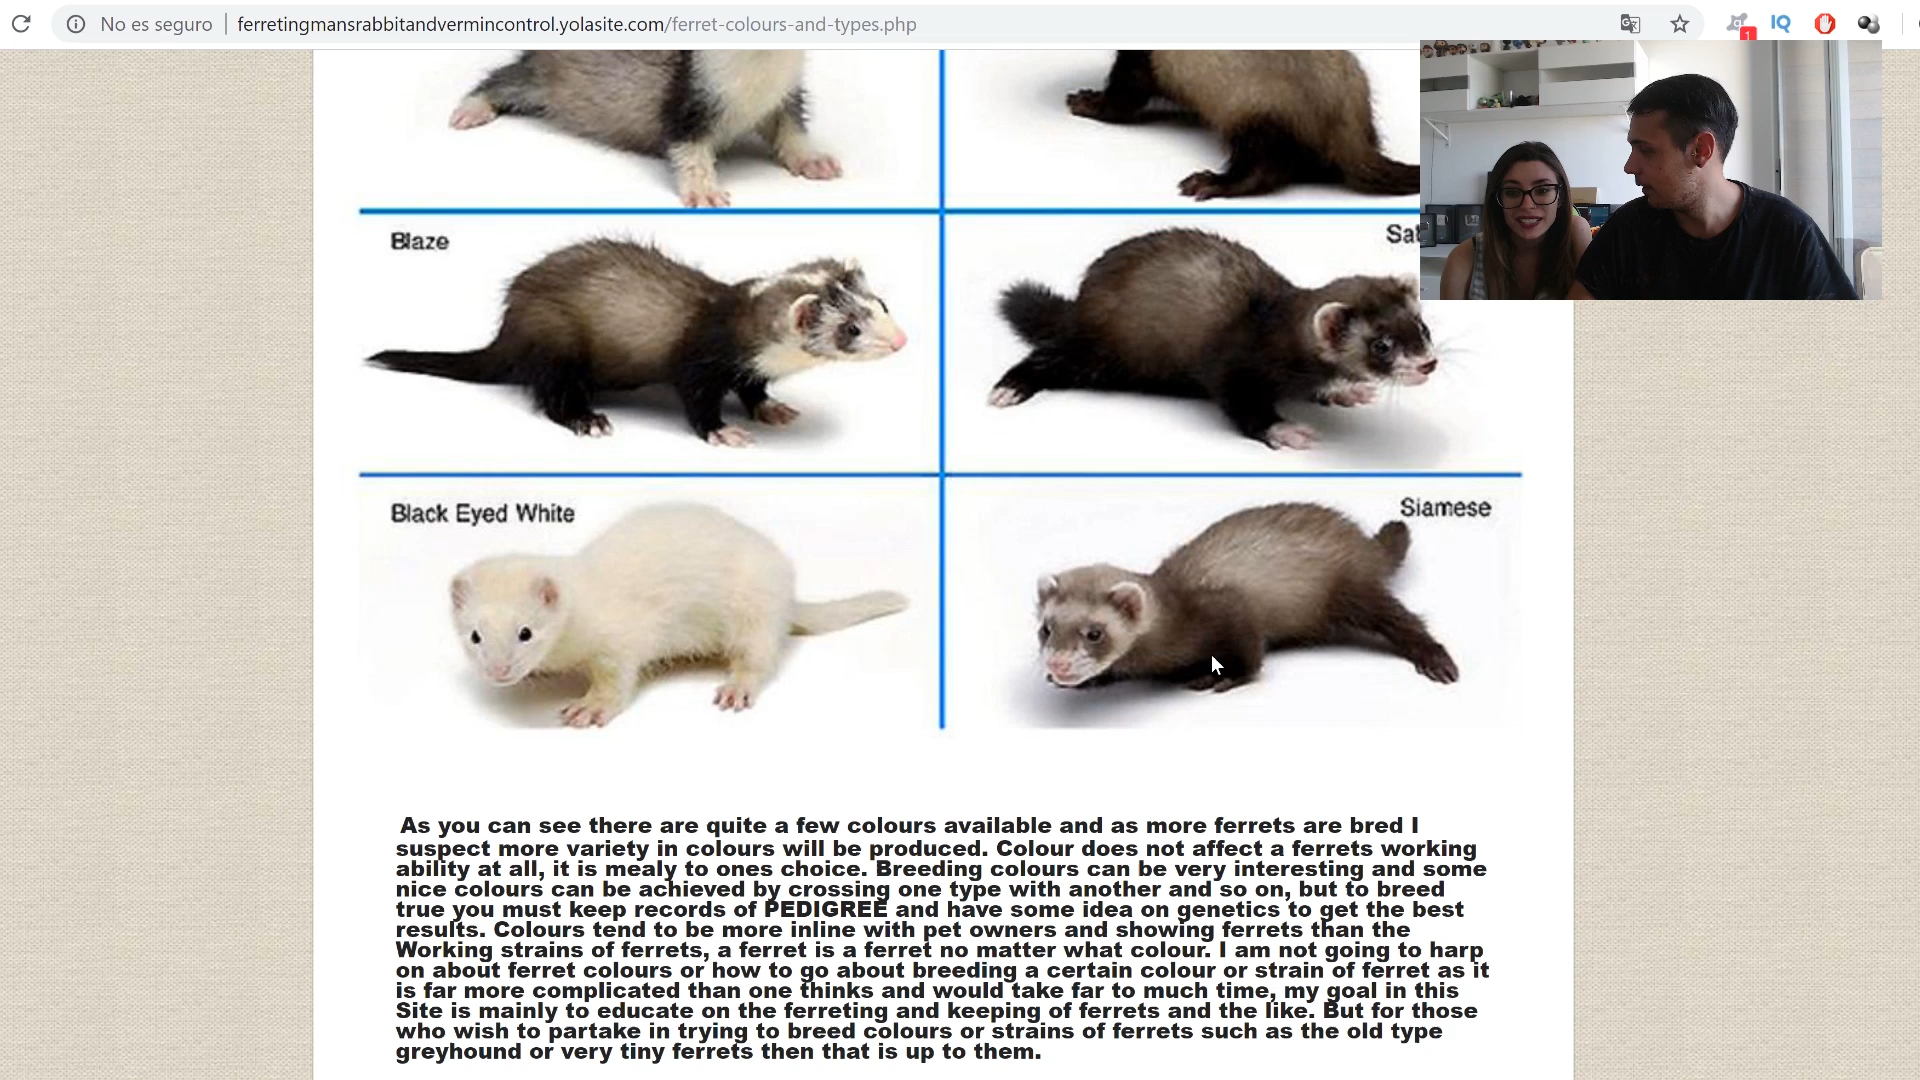 No es seguro | ferretingmansrabbitandvermincontrol.yolasite.com/ferret-colours-and-types.php
1
IQ
Blaze
Sat
Black Eyed White
Siamese
As you can see there are quite a few colours available and as more ferrets are bred I
suspect more variety in colours will be produced. Colour does not affect a ferrets working
ability at all, it is mealy to ones choice. Breeding colours can be very interesting and some
nice colours can be achieved by crossing one type with another and so on, but to breed
true you must keep records of PEDIGREE and have some idea on genetics to get the best
results. Colours tend to be more inline with pet owners and showing ferrets than the
Working strains of ferrets, a ferret is a ferret no matter what colour. I am not going to harp
on about ferret colours or how to go about breeding a certain colour or strain of ferret as it
is far more complicated than one thinks and would take far to much time, my goal in this
Site is mainly to educate on the ferreting and keeping of ferrets and the like. But for those
who wish to partake in trying to breed colours or strains of ferrets such as the old type
greyhound or very tiny ferrets then that is up to them.